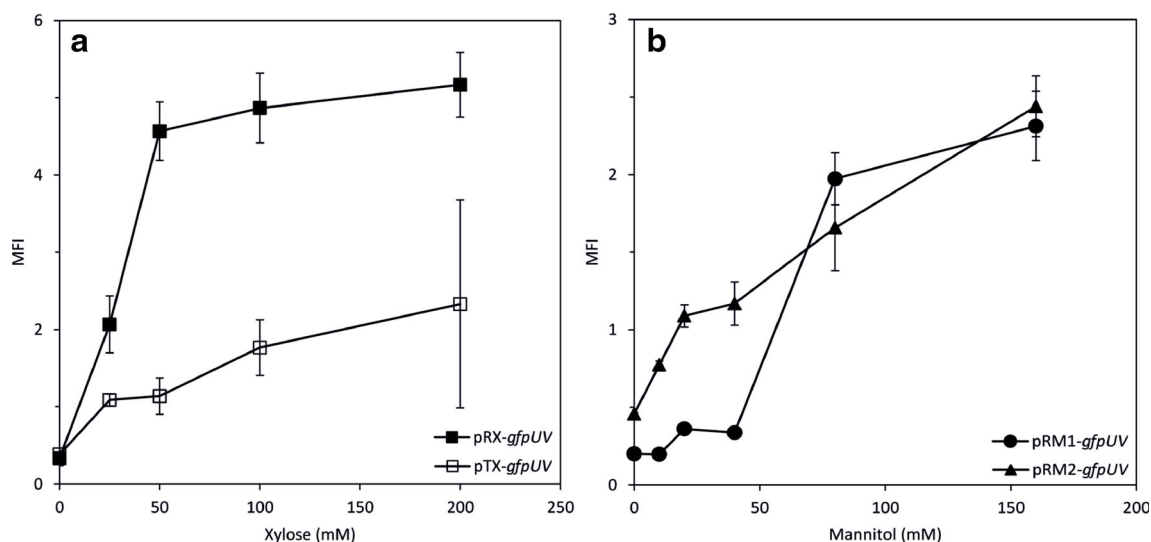 a
6
4
2
0
MFI
0 50 100 150 200
Xylose (mM)
pRX-gfpUV
pTX-gfpUV
b
3
2
1
0
MFI
0 50 100 150 200
Mannitol (mM)
pRM1-gfpUV
pRM2-gfpUV